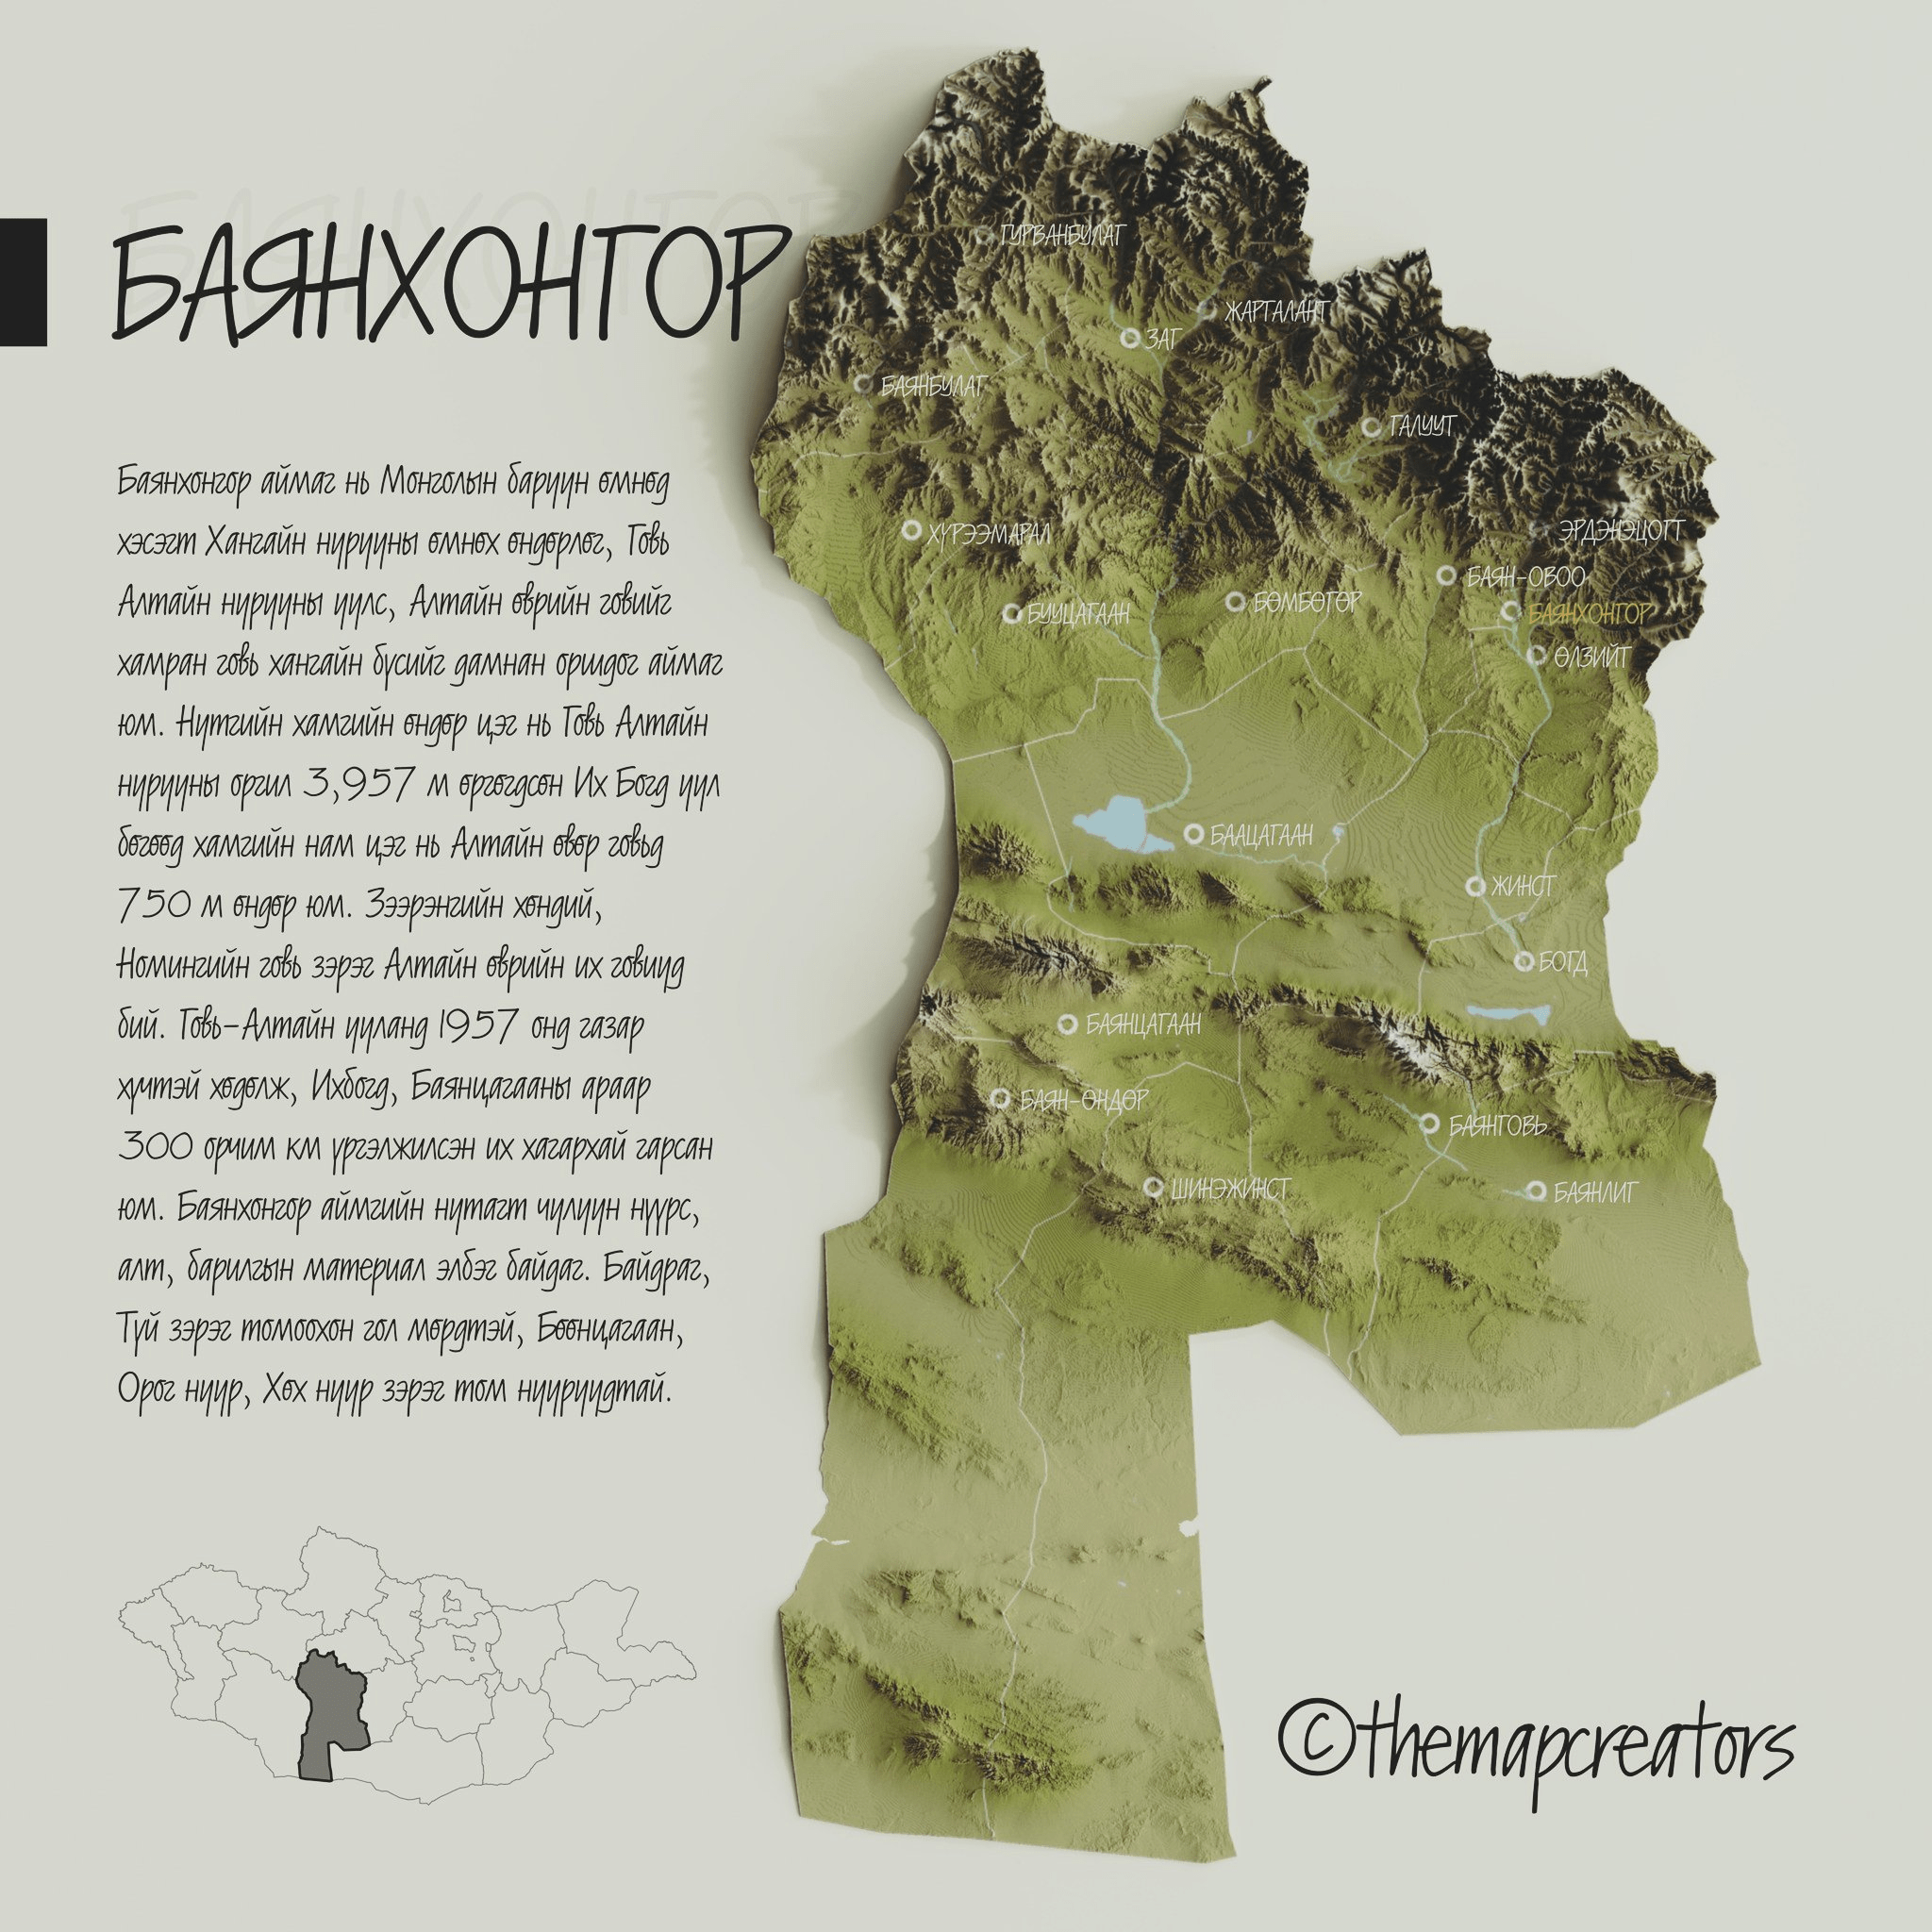 БАЯНХОНГОР
Баянхонгор аймаг нь Монголын баруун өмнөд
хэсэгт Хангайн нурууны өмнөх өндөрлөг, Говь
Алтайн нурууны уулс, Алтайн өврийн говийг
хамран говь хангайн бүсийг дамнан оршдог аймаг
юм. Нутгийн хамгийн өндөр цэг нь Говь Алтайн
нурууны оргил 3,957 м өргөгдсөн Их Богд уул
бөгөөд хамгийн нам цэг нь Алтайн өвөр говьд
750 м өндөр юм. Зээрэнгийн хөндий,
Номингийн говь зэрэг Алтайн өврийн их говиуд
бий. Говь-Алтайн ууланд 1957 онд газар
хүчтэй хөдөлж, Ихбогд, Баянцагааны араар
300 орчим км үргэлжилсэн их хагархай гарсан
юм. Баянхонгор аймгийн нутагт чулуун нүүрс,
алт, барилгын материал элбэг байдаг. Байдраг,
Түй зэрэг томоохон гол мөрдтэй, Бөөнцагаан,
Орог нуур, Хөх нуур зэрэг том нууруудтай.
ГУРВАНБУЛАГ
ЖАРГАЛАНТ
ЗАГ
БАЯНБУЛАГ
ГАЛУУТ
ХҮРЭЭМАРАЛ
ЭРДЭНЭЦОГТ
БАЯН-ОВОО
БӨМБӨГӨР
БУУЦАГААН
БАЯНХОНГОР
ӨЛЗИЙТ
БААЦАГААН
ЖИНСТ
БОГД
БАЯНЦАГААН
БАЯН-ӨНДӨР
БАЯНГОВЬ
ШИНЭЖИНСТ
БАЯНЛИГ
©themapcreators